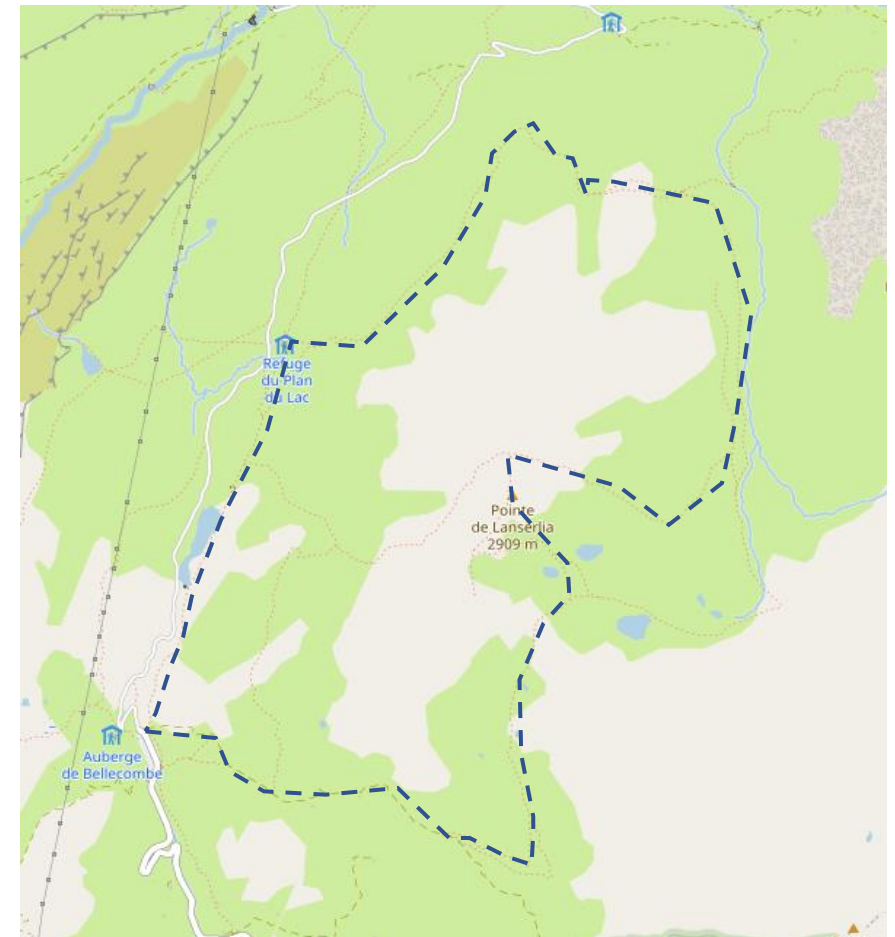 Refuge
du Plan
du Lac
Pointe
de Lanserlia
2909 m
Auberge
de Bellecombe